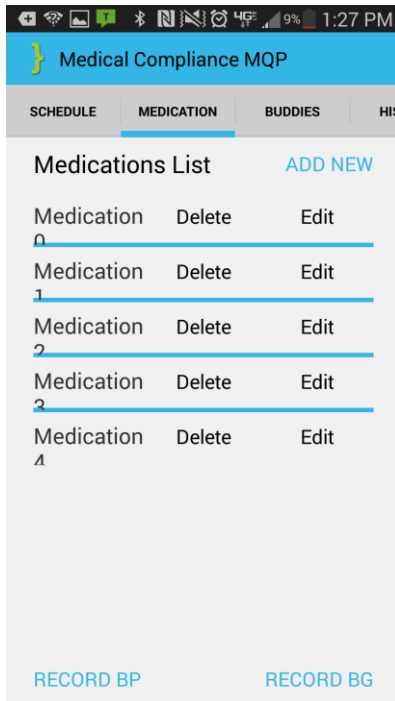 4G 9% 1:27 PM
Medical Compliance MQP
SCHEDULE MEDICATION BUDDIES HI
Medications List ADD NEW
Medication Delete Edit
0
Medication Delete Edit
1
Medication Delete Edit
2
Medication Delete Edit
3
Medication Delete Edit
4
RECORD BP RECORD BG